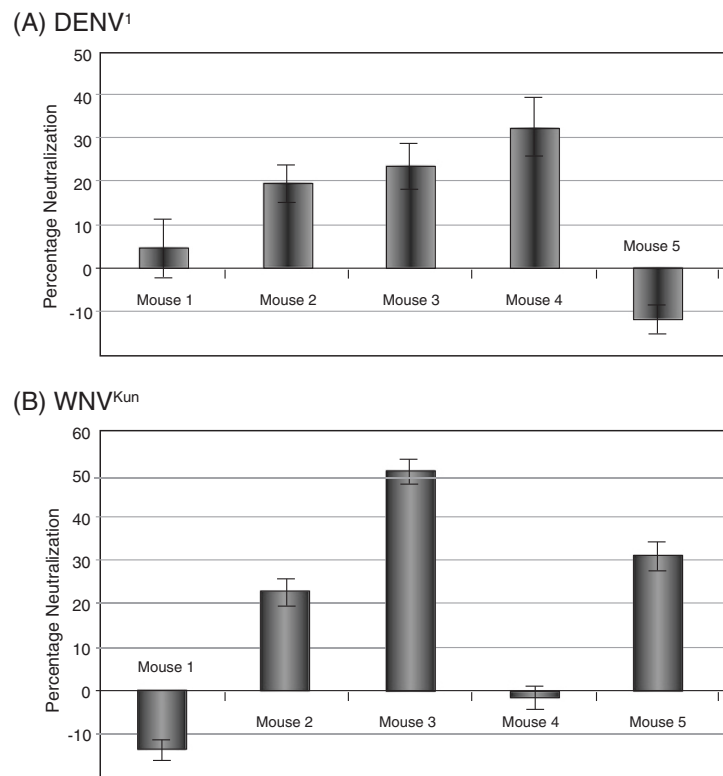 (A) DENV¹
Percentage Neutralization
50
40
30
20
10
0
-10
Mouse 5
Mouse 1
Mouse 2
Mouse 3
Mouse 4
(B) WNVᴷᵘⁿ
Percentage Neutralization
60
50
40
30
20
10
0
-10
Mouse 1
Mouse 2
Mouse 3
Mouse 4
Mouse 5